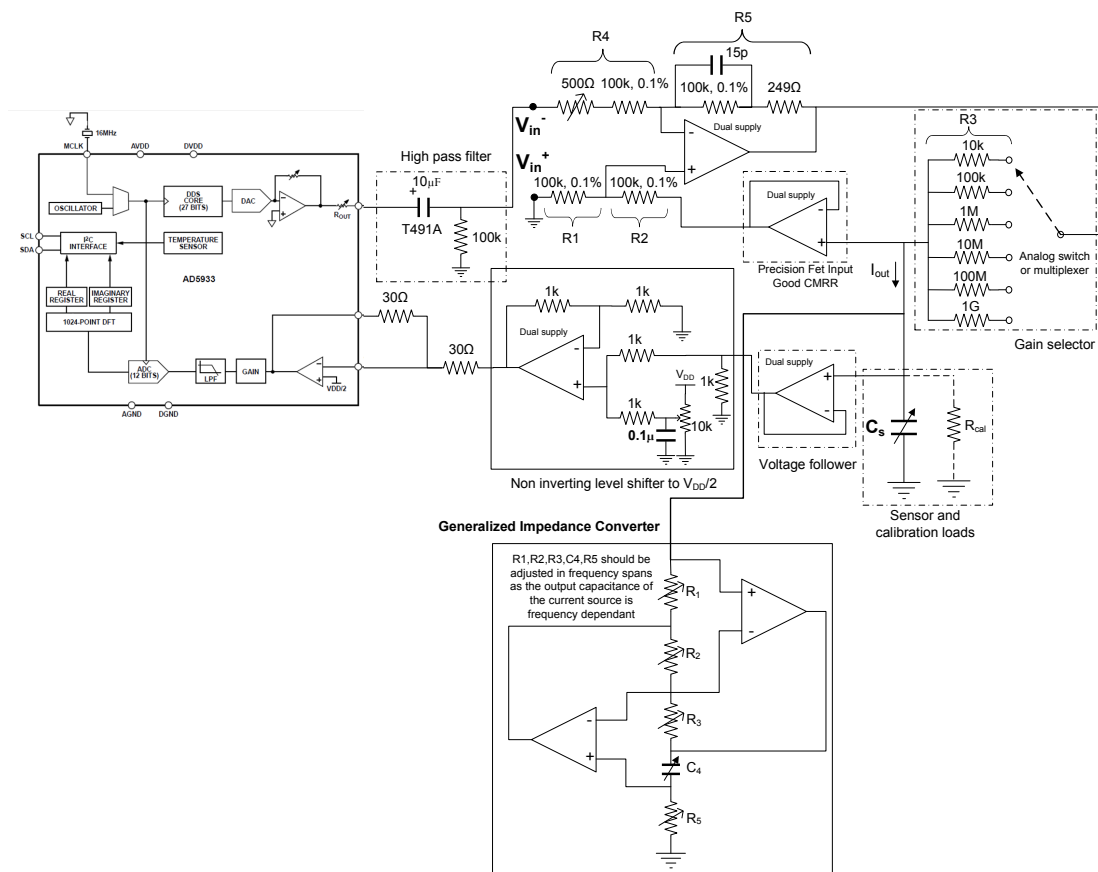 R5
R4
15p
500Ω
100k, 0.1%
100k, 0.1%
249Ω
16MHz
MCLK
AVDD
DVDD
Vin-
Dual supply
-
+
R3
10k
100k
1M
10M
100M
1G
High pass filter
+
10µF
T491A
100k
Vin+
100k, 0.1%
100k, 0.1%
R1
R2
Dual supply
-
+
Precision Fet Input
Good CMRR
Iout
Analog switch
or multiplexer
Gain selector
OSCILLATOR
DDS
CORE
(27 BITS)
DAC
-
+
ROUT
SCL
SDA
I2C
INTERFACE
TEMPERATURE
SENSOR
AD5933
REAL
REGISTER
IMAGINARY
REGISTER
1024-POINT DFT
ADC
(12 BITS)
LPF
GAIN
-
+
VDD/2
AGND
DGND
30Ω
30Ω
1k
1k
Dual supply
-
+
1k
VDD
1k
1k
0.1µ
10k
Non inverting level shifter to VDD/2
Dual supply
+
-
Voltage follower
Cs
Rcal
Sensor and
calibration loads
Generalized Impedance Converter
R1,R2,R3,C4,R5 should be
adjusted in frequency spans
as the output capacitance of
the current source is
frequency dependant
R1
R2
R3
C4
R5
+
-
-
+